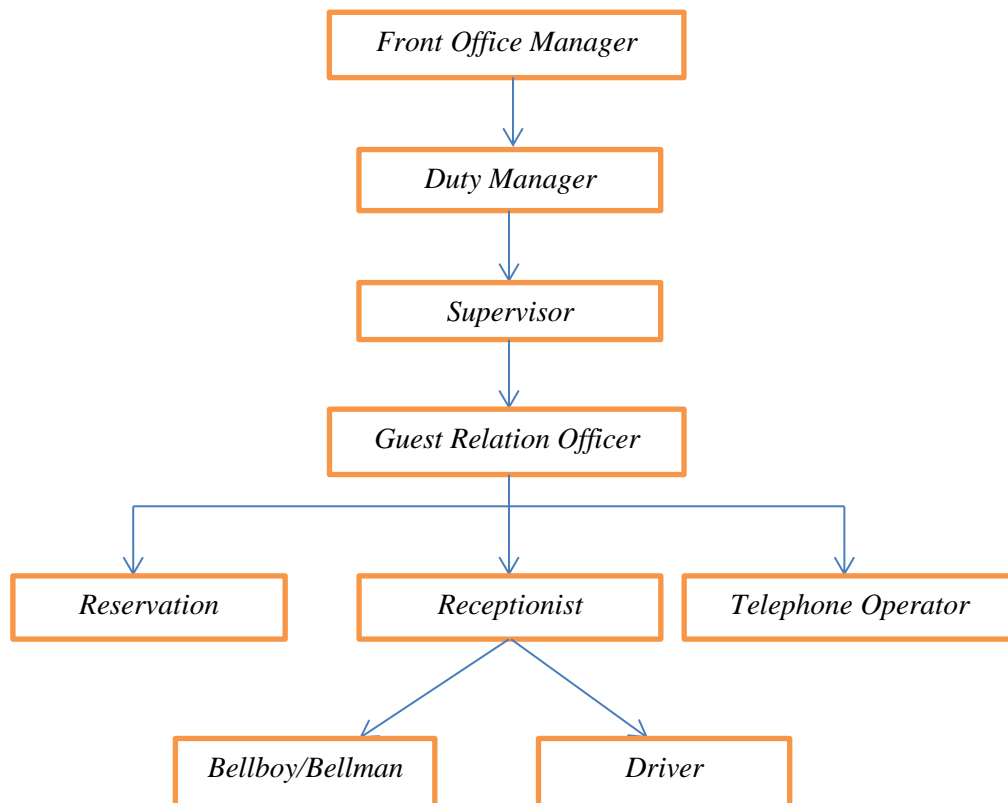 Front Office Manager
Duty Manager
Supervisor
Guest Relation Officer
Reservation
Receptionist
Telephone Operator
Bellboy/Bellman
Driver